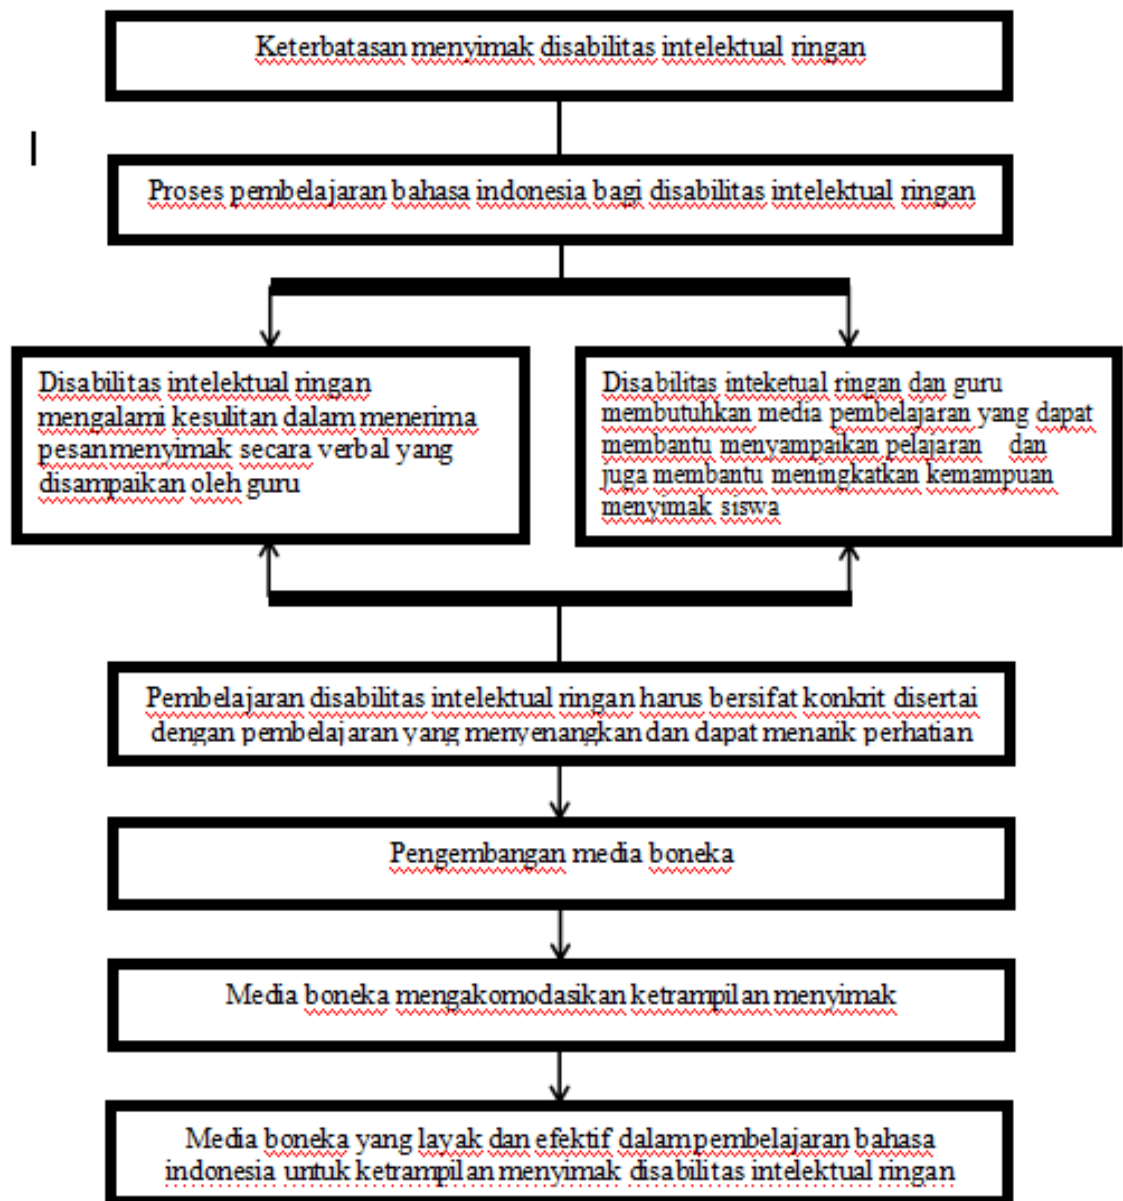 Keterbatasan menyimak disabilitas intelektual ringan
Proses pembelajaran bahasa indonesia bagi disabilitas intelektual ringan
Disabilitas intelektual ringan
mengalami kesulitan dalam menerima
pesan menyimak secara verbal yang
disampaikan oleh guru
Disabilitas inteketual ringan dan guru
membutuhkan media pembelajaran yang dapat
membantu menyampaikan pelajaran dan
juga membantu meningkatkan kemampuan
menyimak siswa
Pembelajaran disabilitas intelektual ringan harus bersifat konkrit disertai
dengan pembelajaran yang menyenangkan dan dapat menarik perhatian
Pengembangan media boneka
Media boneka mengakomodasikan ketrampilan menyimak
Media boneka yang layak dan efektif dalam pembelajaran bahasa
indonesia untuk ketrampilan menyimak disabilitas intelektual ringan